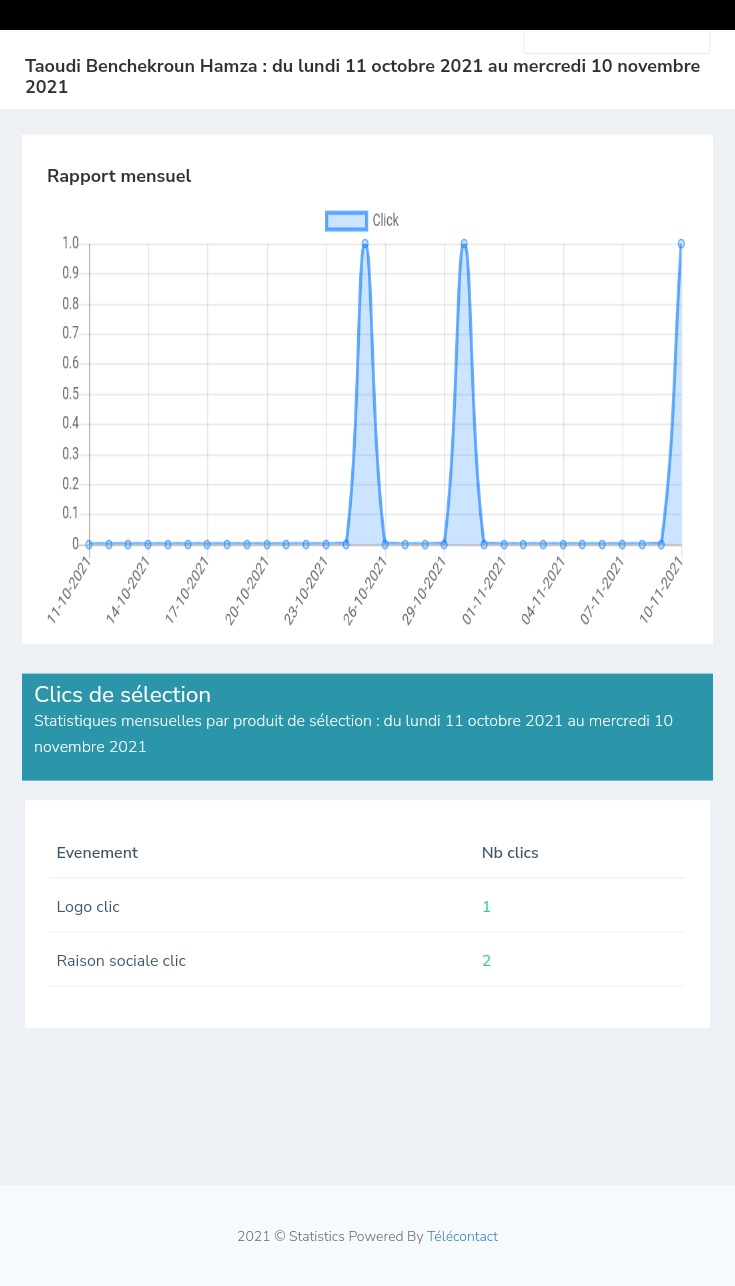 Taoudi Benchekroun Hamza : du lundi 11 octobre 2021 au mercredi 10 novembre
2021
Rapport mensuel
Click
1.0
0.9
0.8
0.7
0.6
0.5
0.4
0.3
0.2
0.1
0
11-10-2021
14-10-2021
17-10-2021
20-10-2021
23-10-2021
26-10-2021
29-10-2021
01-11-2021
04-11-2021
07-11-2021
10-11-2021
Clics de sélection
Statistiques mensuelles par produit de sélection : du lundi 11 octobre 2021 au mercredi 10
novembre 2021
Evenement Nb clics
Logo clic 1
Raison sociale clic 2
2021 © Statistics Powered By Télécontact